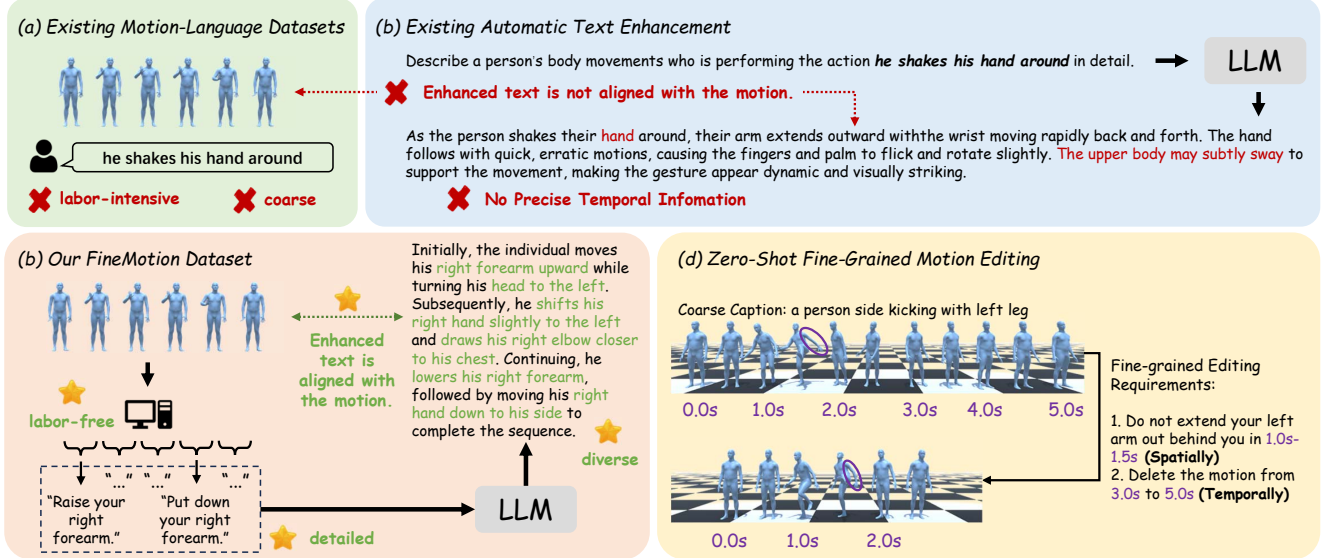 (a) Existing Motion-Language Datasets
he shakes his hand around
labor-intensive
coarse
(b) Existing Automatic Text Enhancement
Describe a person's body movements who is performing the action he shakes his hand around in detail.
LLM
Enhanced text is not aligned with the motion.
As the person shakes their hand around, their arm extends outward withthe wrist moving rapidly back and forth. The hand
follows with quick, erratic motions, causing the fingers and palm to flick and rotate slightly. The upper body may subtly sway to
support the movement, making the gesture appear dynamic and visually striking.
No Precise Temporal Infomation
(b) Our FineMotion Dataset
labor-free
"..." "..." "..."
"Raise your
right
forearm."
"Put down
your right
forearm."
detailed
Enhanced
text is
aligned with
the motion.
Initially, the individual moves
his right forearm upward while
turning his head to the left.
Subsequently, he shifts his
right hand slightly to the left
and draws his right elbow closer
to his chest. Continuing, he
lowers his right forearm,
followed by moving his right
hand down to his side to
complete the sequence.
diverse
LLM
(d) Zero-Shot Fine-Grained Motion Editing
Coarse Caption: a person side kicking with left leg
0.0s 1.0s 2.0s 3.0s 4.0s 5.0s
Fine-grained Editing
Requirements:
1. Do not extend your left
arm out behind you in 1.0s-
1.5s (Spatially)
2. Delete the motion from
3.0s to 5.0s (Temporally)
0.0s 1.0s 2.0s